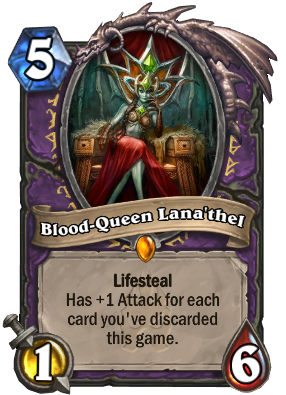 5
Blood-Queen Lana'thel
Lifesteal
Has +1 Attack for each
card you've discarded
this game.
1
6